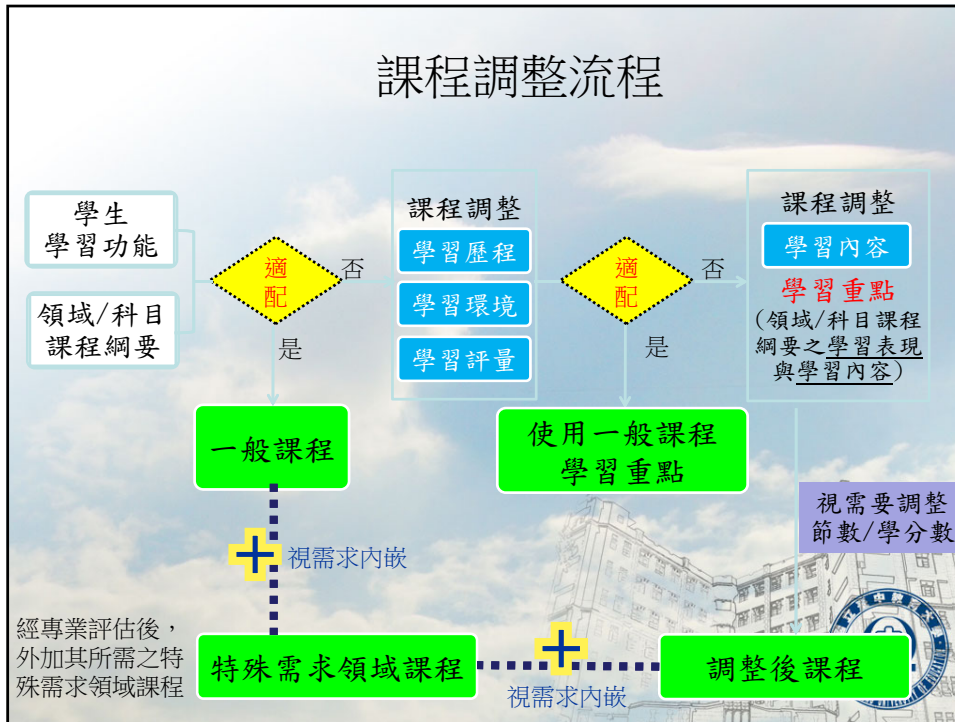 課程調整流程
學生
學習功能
領域/科目
課程綱要
適
配
否
是
課程調整
學習歷程
學習環境
學習評量
適
配
否
是
課程調整
學習內容
學習重點
(領域/科目課程
綱要之學習表現
與學習內容)
一般課程
使用一般課程
學習重點
視需要調整
節數/學分數
視需求內嵌
經專業評估後，
外加其所需之特
殊需求領域課程
特殊需求領域課程
視需求內嵌
調整後課程